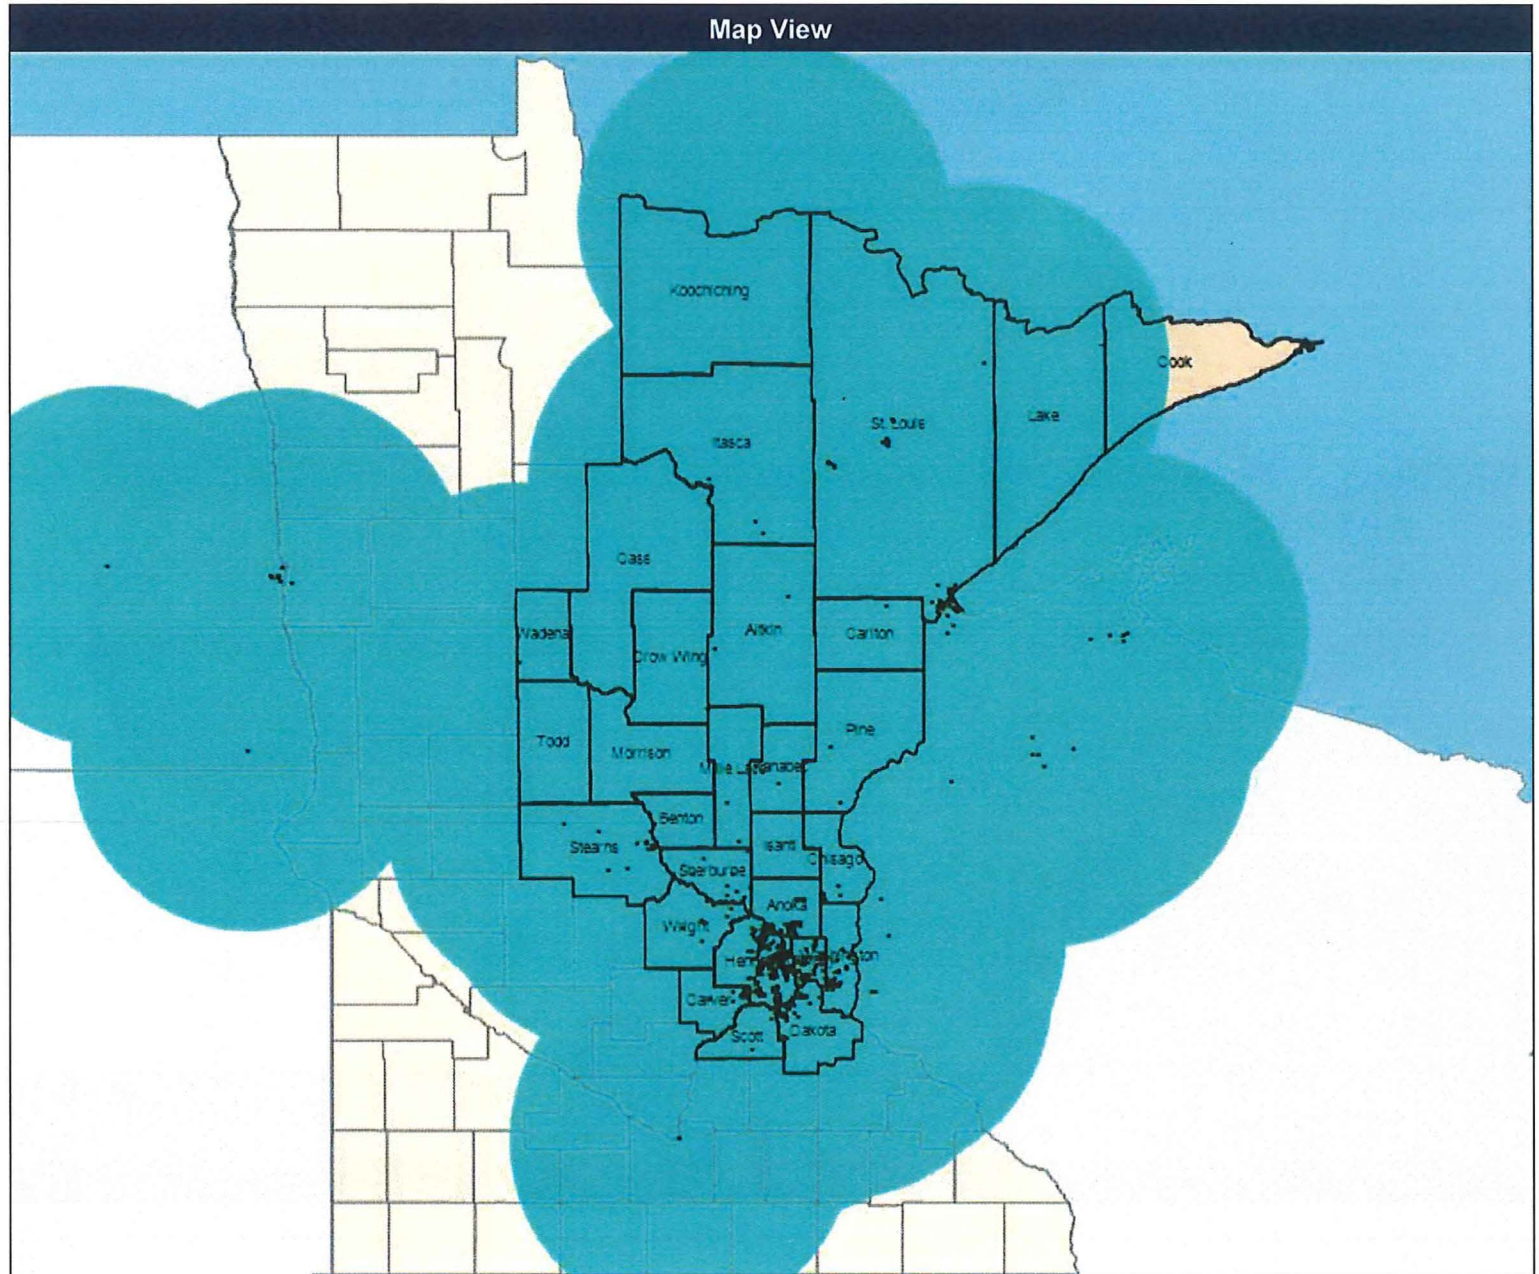 Map View
Koochiching
Cook
Lake
St. Louis
Itasca
Cass
Wadena
Crow Wing
Aitkin
Carlton
Todd
Morrison
Pine
Benton
Stearns
Isanti
Chisago
Sherburne
Anoka
Wright
Carver
Scott
Dakota